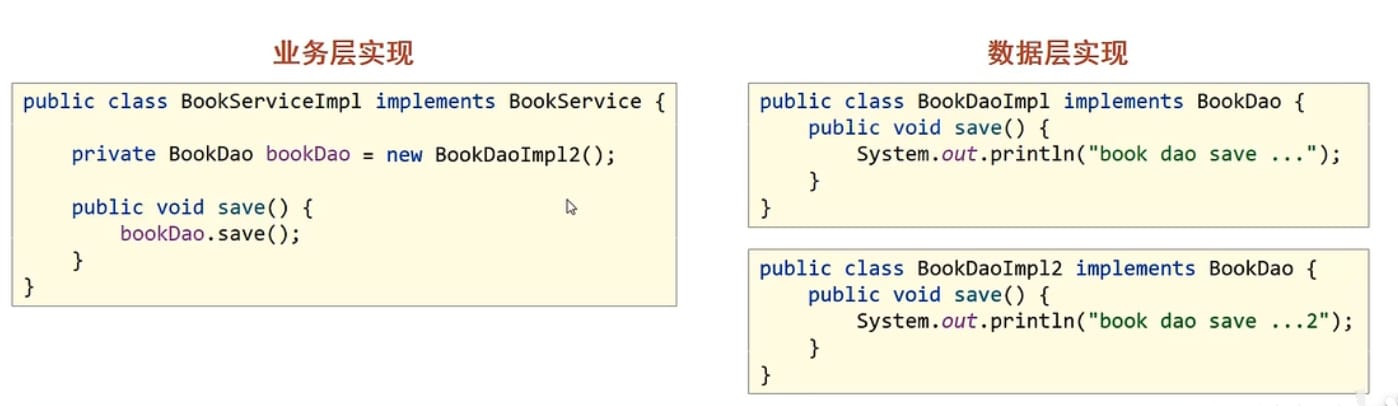 业务层实现
public class BookServiceImpl implements BookService {
private BookDao bookDao = new BookDaoImpl2();
public void save() {
bookDao.save();
}
}
数据层实现
public class BookDaoImpl implements BookDao {
public void save() {
System.out.println("book dao save ...");
}
}
public class BookDaoImpl2 implements BookDao {
public void save() {
System.out.println("book dao save ...2");
}
}